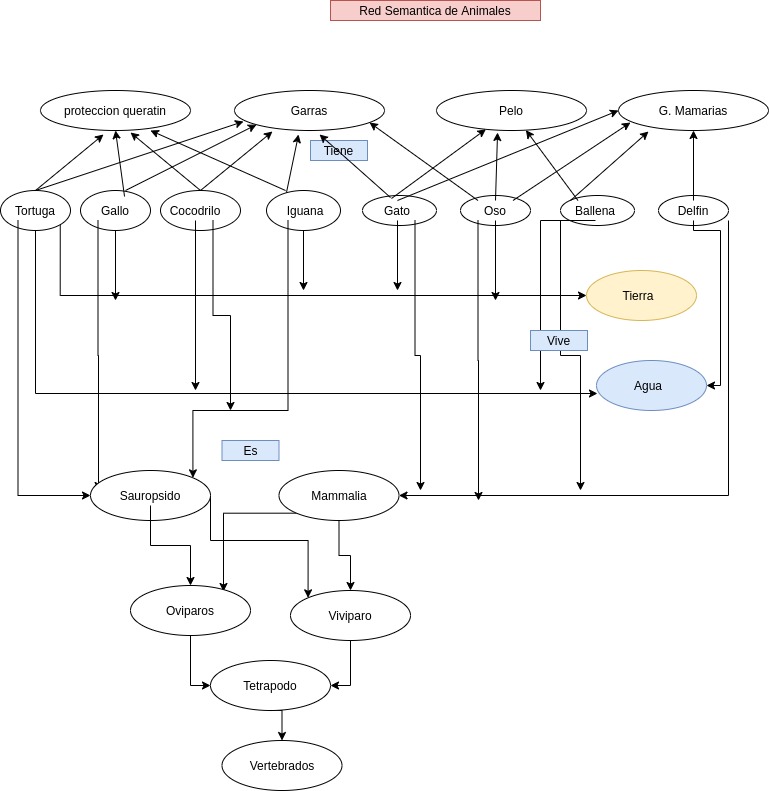 Red Semantica de Animales
proteccion queratin
Garras
Pelo
G. Mamarias
Tiene
Tortuga
Gallo
Cocodrilo
Iguana
Gato
Oso
Ballena
Delfin
Tierra
Vive
Agua
Es
Sauropsido
Mammalia
Oviparos
Viviparo
Tetrapodo
Vertebrados